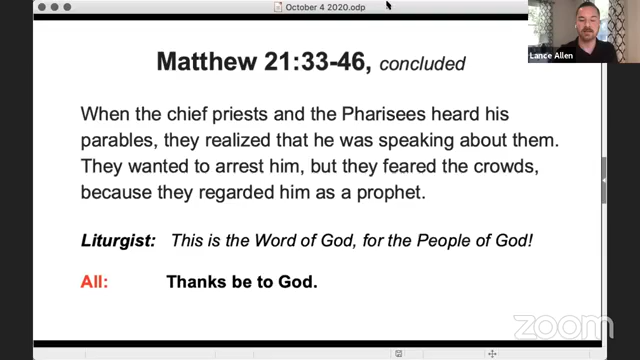 October 4 2020.odp
Lance Allen
Matthew 21:33-46, concluded
When the chief priests and the Pharisees heard his
parables, they realized that he was speaking about them.
They wanted to arrest him, but they feared the crowds,
because they regarded him as a prophet.
Liturgist: This is the Word of God, for the People of God!
All: Thanks be to God.
zoom